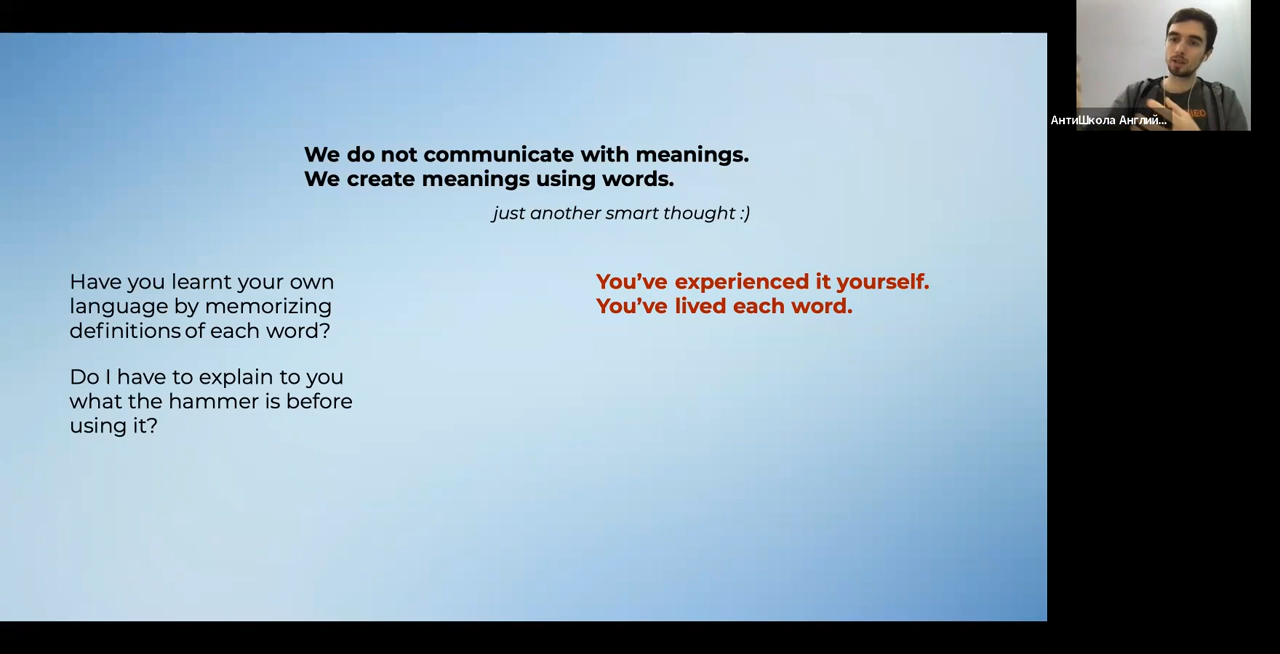 We do not communicate with meanings.
We create meanings using words.
just another smart thought :)
Have you learnt your own
language by memorizing
definitions of each word?
Do I have to explain to you
what the hammer is before
using it?
You've experienced it yourself.
You've lived each word.
АнтиШкола Англий...